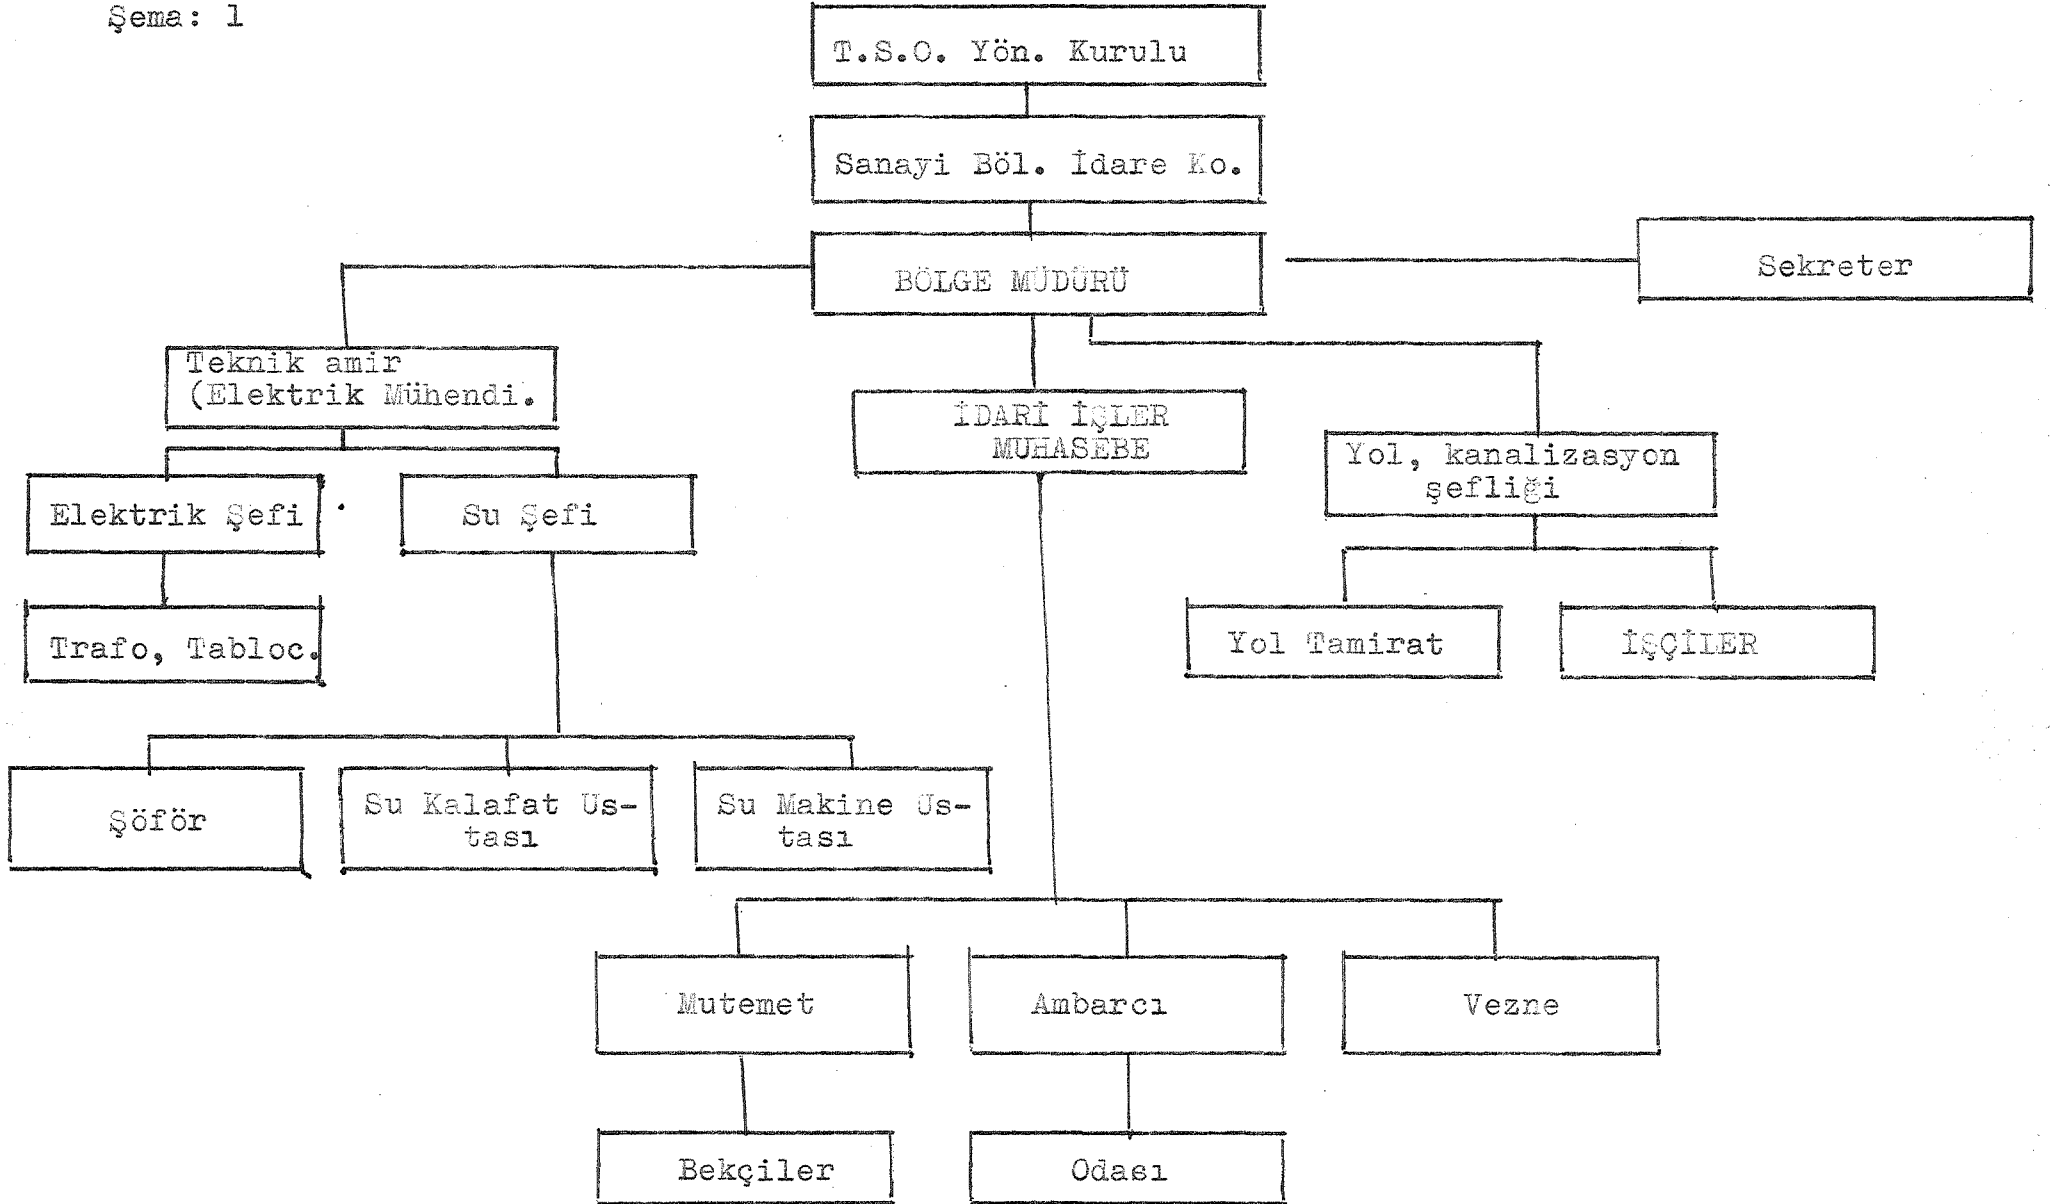 Şema: 1
T.S.O. Yön. Kurulu
Sanayi Böl. İdare Ko.
BÖLGE MÜDÜRÜ
Sekreter
Teknik amir
(Elektrik Mühendi.
İDARİ İŞLER
MUHASEBE
Yol, kanalizasyon
şefliği
Elektrik Şefi
Su Şefi
Trafo, Tabloc.
Yol Tamirat
İŞÇİLER
Şöför
Su Kalafat Us-
tası
Su Makine Us-
tası
Mutemet
Ambarcı
Vezne
Bekçiler
Odası